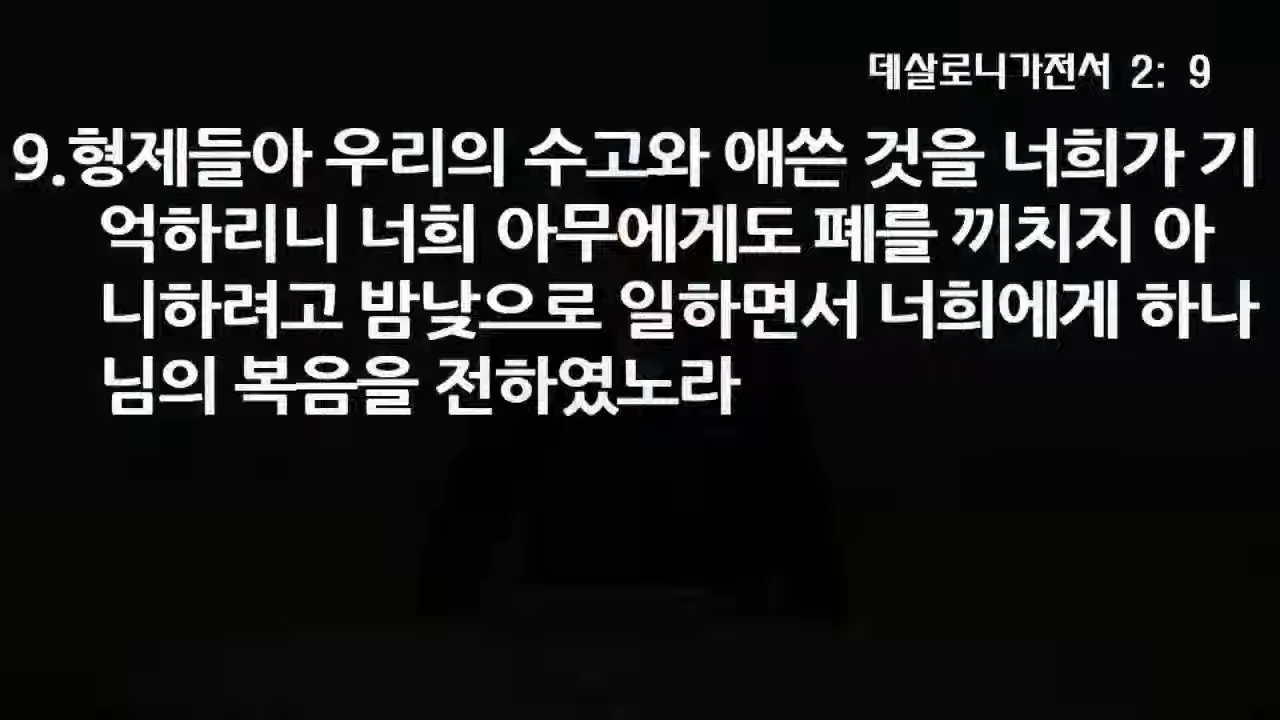 데살로니가전서 2: 9
9.형제들아 우리의 수고와 애쓴 것을 너희가 기
억하리니 너희 아무에게도 폐를 끼치지 아
니하려고 밤낮으로 일하면서 너희에게 하나
님의 복음을 전하였노라